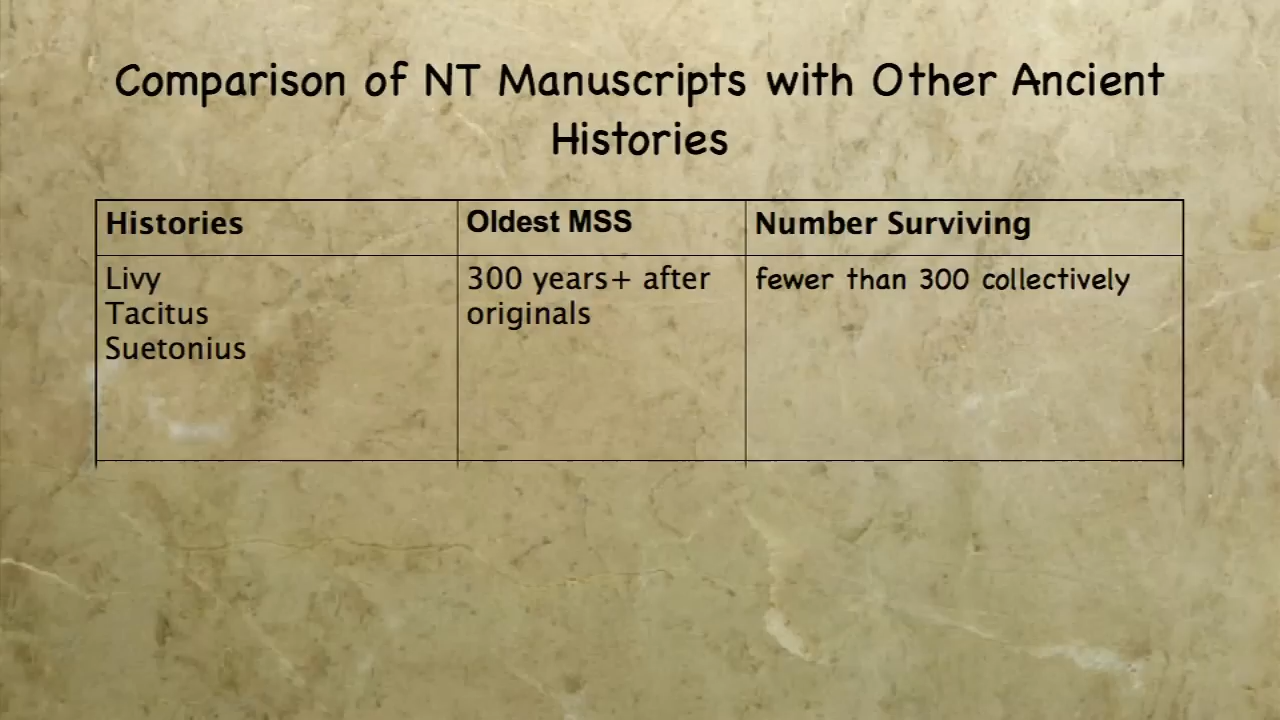 Comparison of NT Manuscripts with Other Ancient
Histories
Histories Oldest MSS Number Surviving
Livy 300 years+ after fewer than 300 collectively
Tacitus originals
Suetonius